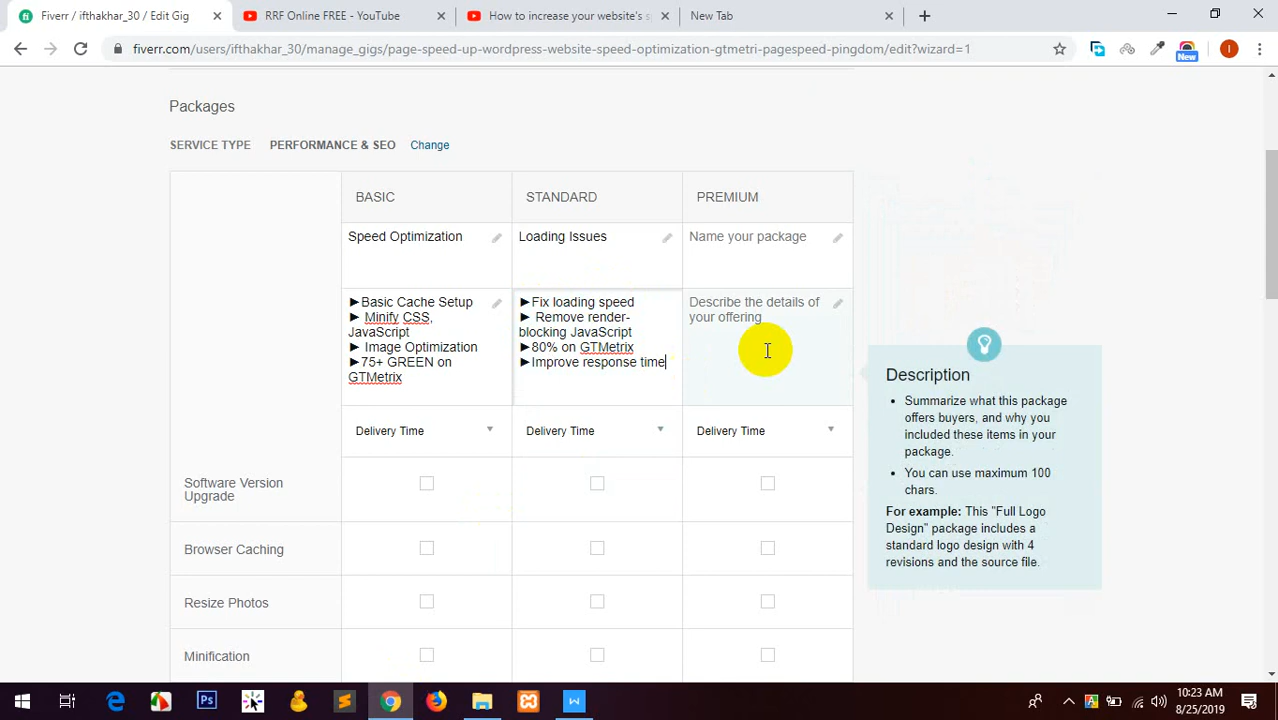 Fiverr / ifthakhar_30 / Edit Gig
RRF Online FREE - YouTube
How to increase your website's s
New Tab
fiverr.com/users/ifthakhar_30/manage_gigs/page-speed-up-wordpress-website-speed-optimization-gtmetri-pagespeed-pingdom/edit?wizard=1
New
I
Packages
SERVICE TYPE PERFORMANCE & SEO Change
BASIC STANDARD PREMIUM
Speed Optimization
Loading Issues
Name your package
►Basic Cache Setup
► Minify CSS,
JavaScript
► Image Optimization
►75+ GREEN on
GTMetrix
►Fix loading speed
► Remove render-
blocking JavaScript
►80% on GTMetrix
►Improve response time
Describe the details of
your offering
Delivery Time Delivery Time Delivery Time
Software Version
Upgrade
Browser Caching
Resize Photos
Minification
Description
• Summarize what this package
offers buyers, and why you
included these items in your
package.
• You can use maximum 100
chars.
For example: This "Full Logo
Design" package includes a
standard logo design with 4
revisions and the source file.
Ps
W
A
10:23 AM
8/25/2019